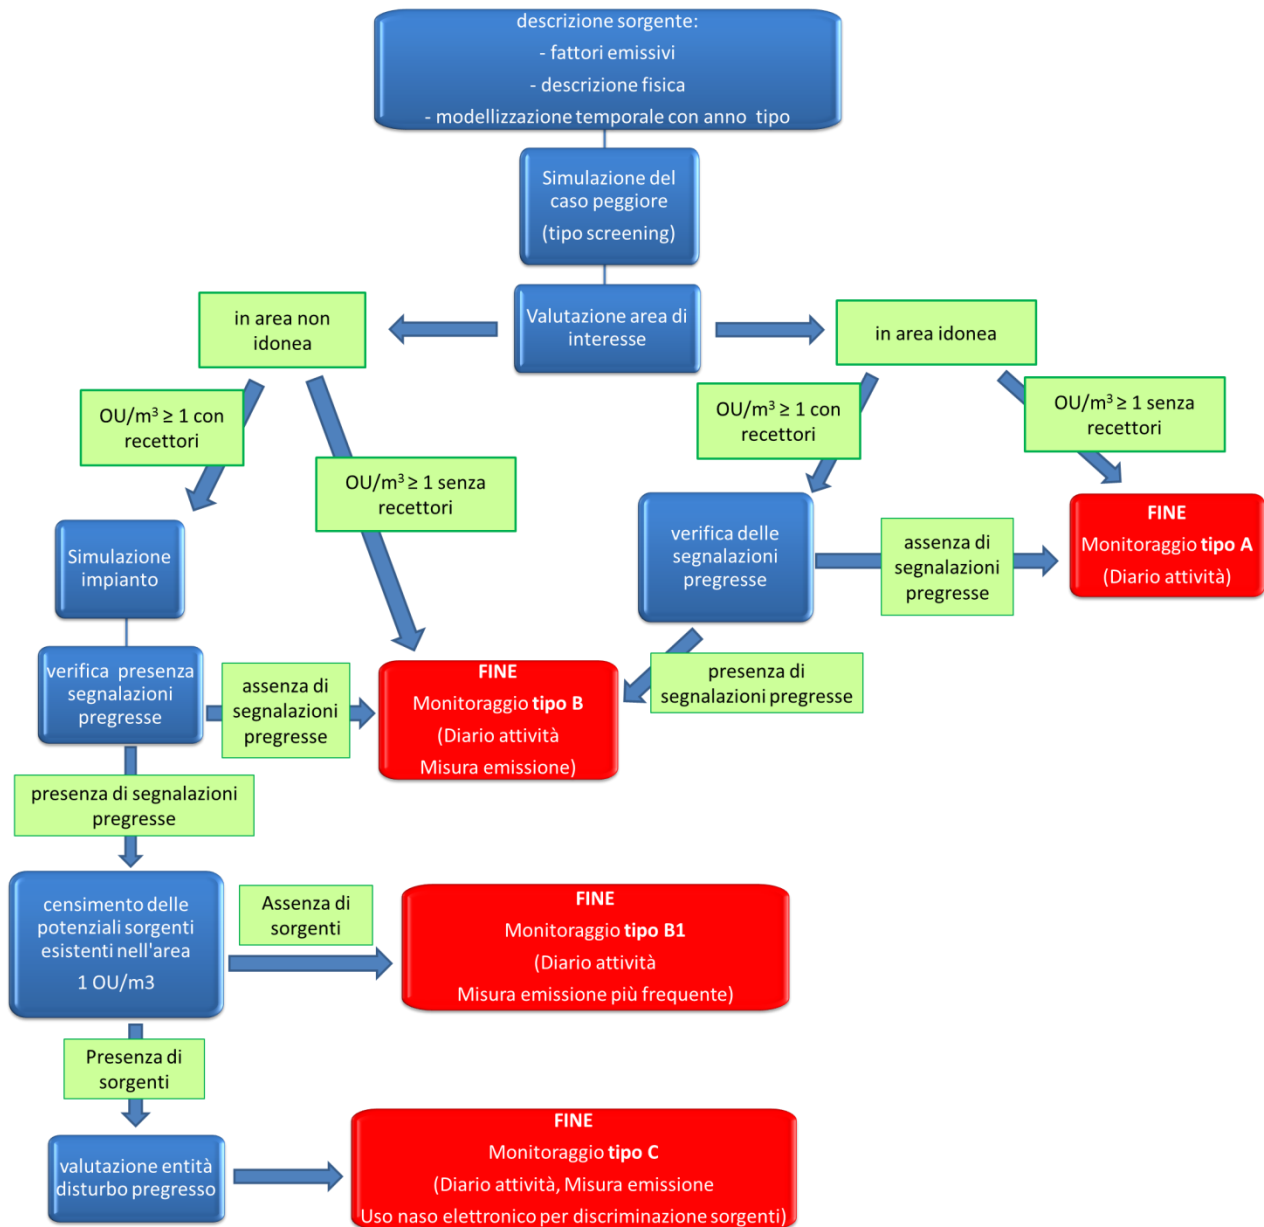 descrizione sorgente:
- fattori emissivi
- descrizione fisica
- modellizzazione temporale con anno tipo
Simulazione del
caso peggiore
(tipo screening)
Valutazione area di
interesse
in area non
idonea
in area idonea
OU/m³ ≥ 1 con
recettori
OU/m³ ≥ 1 senza
recettori
OU/m³ ≥ 1 con
recettori
OU/m³ ≥ 1 senza
recettori
Simulazione
impianto
verifica delle
segnalazioni
pregresse
assenza di
segnalazioni
pregresse
FINE
Monitoraggio tipo A
(Diario attività)
verifica presenza
segnalazioni
pregresse
assenza di
segnalazioni
pregresse
FINE
Monitoraggio tipo B
(Diario attività
Misura emissione)
presenza di
segnalazioni pregresse
presenza di segnalazioni
pregresse
censimento delle
potenziali sorgenti
esistenti nell'area
1 OU/m3
Assenza di
sorgenti
FINE
Monitoraggio tipo B1
(Diario attività
Misura emissione più frequente)
Presenza di
sorgenti
valutazione entità
disturbo pregresso
FINE
Monitoraggio tipo C
(Diario attività, Misura emissione
Uso naso elettronico per discriminazione sorgenti)